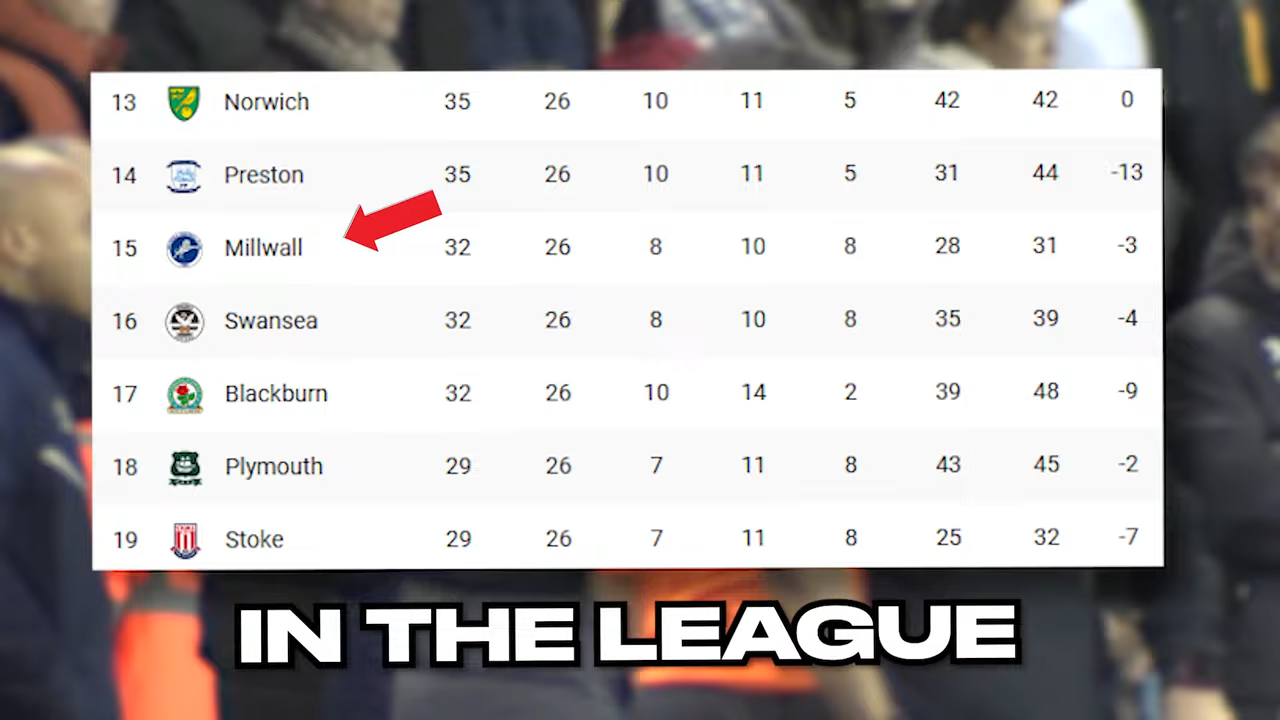 13 Norwich 35 26 10 11 5 42 42 0
14 Preston 35 26 10 11 5 31 44 -13
15 Millwall 32 26 8 10 8 28 31 -3
16 Swansea 32 26 8 10 8 35 39 -4
17 Blackburn 32 26 10 14 2 39 48 -9
18 Plymouth 29 26 7 11 8 43 45 -2
19 Stoke 29 26 7 11 8 25 32 -7
IN THE LEAGUE